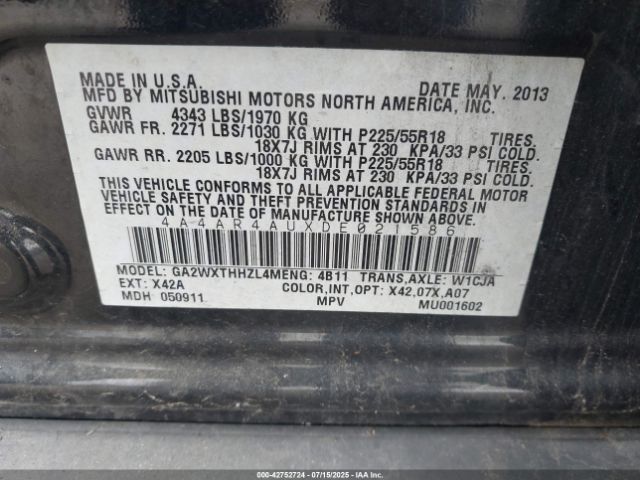 MADE IN U.S.A. DATE MAY. 2013
MFD BY MITSUBISHI MOTORS NORTH AMERICA, INC.
GVWR 4343 LBS/1970 KG
GAWR FR. 2271 LBS/1030 KG WITH P225/55R18 TIRES.
18X7J RIMS AT 230 KPA/33 PSI COLD.
GAWR RR. 2205 LBS/1000 KG WITH P225/55R18 TIRES.
18X7J RIMS AT 230 KPA/33 PSI COLD.
THIS VEHICLE CONFORMS TO ALL APPLICABLE FEDERAL MOTOR
VEHICLE SAFETY AND THEFT PREVENTION STANDARDS IN
EFFECT ON THE DATE OF MANUFACTURE SHOWN ABOVE.
4A4AR4AUXDE021586
MODEL: GA2WXTHHZL4M ENG: 4B11 TRANS,AXLE: W1CJA
EXT: X42A COLOR,INT,OPT: X42,07X,A07
MDH 050911 MPV MU001602
000-42752724 - 07/15/2025 - IAA